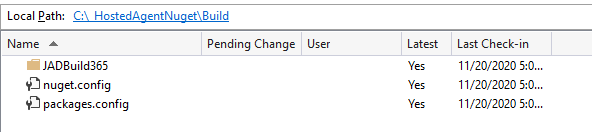 Local Path: C:\_HostedAgentNuget\Build
Name Pending Change User Latest Last Check-in
JADBuild365 Yes 11/20/2020 5:0...
nuget.config Yes 11/20/2020 5:0...
packages.config Yes 11/20/2020 5:0...